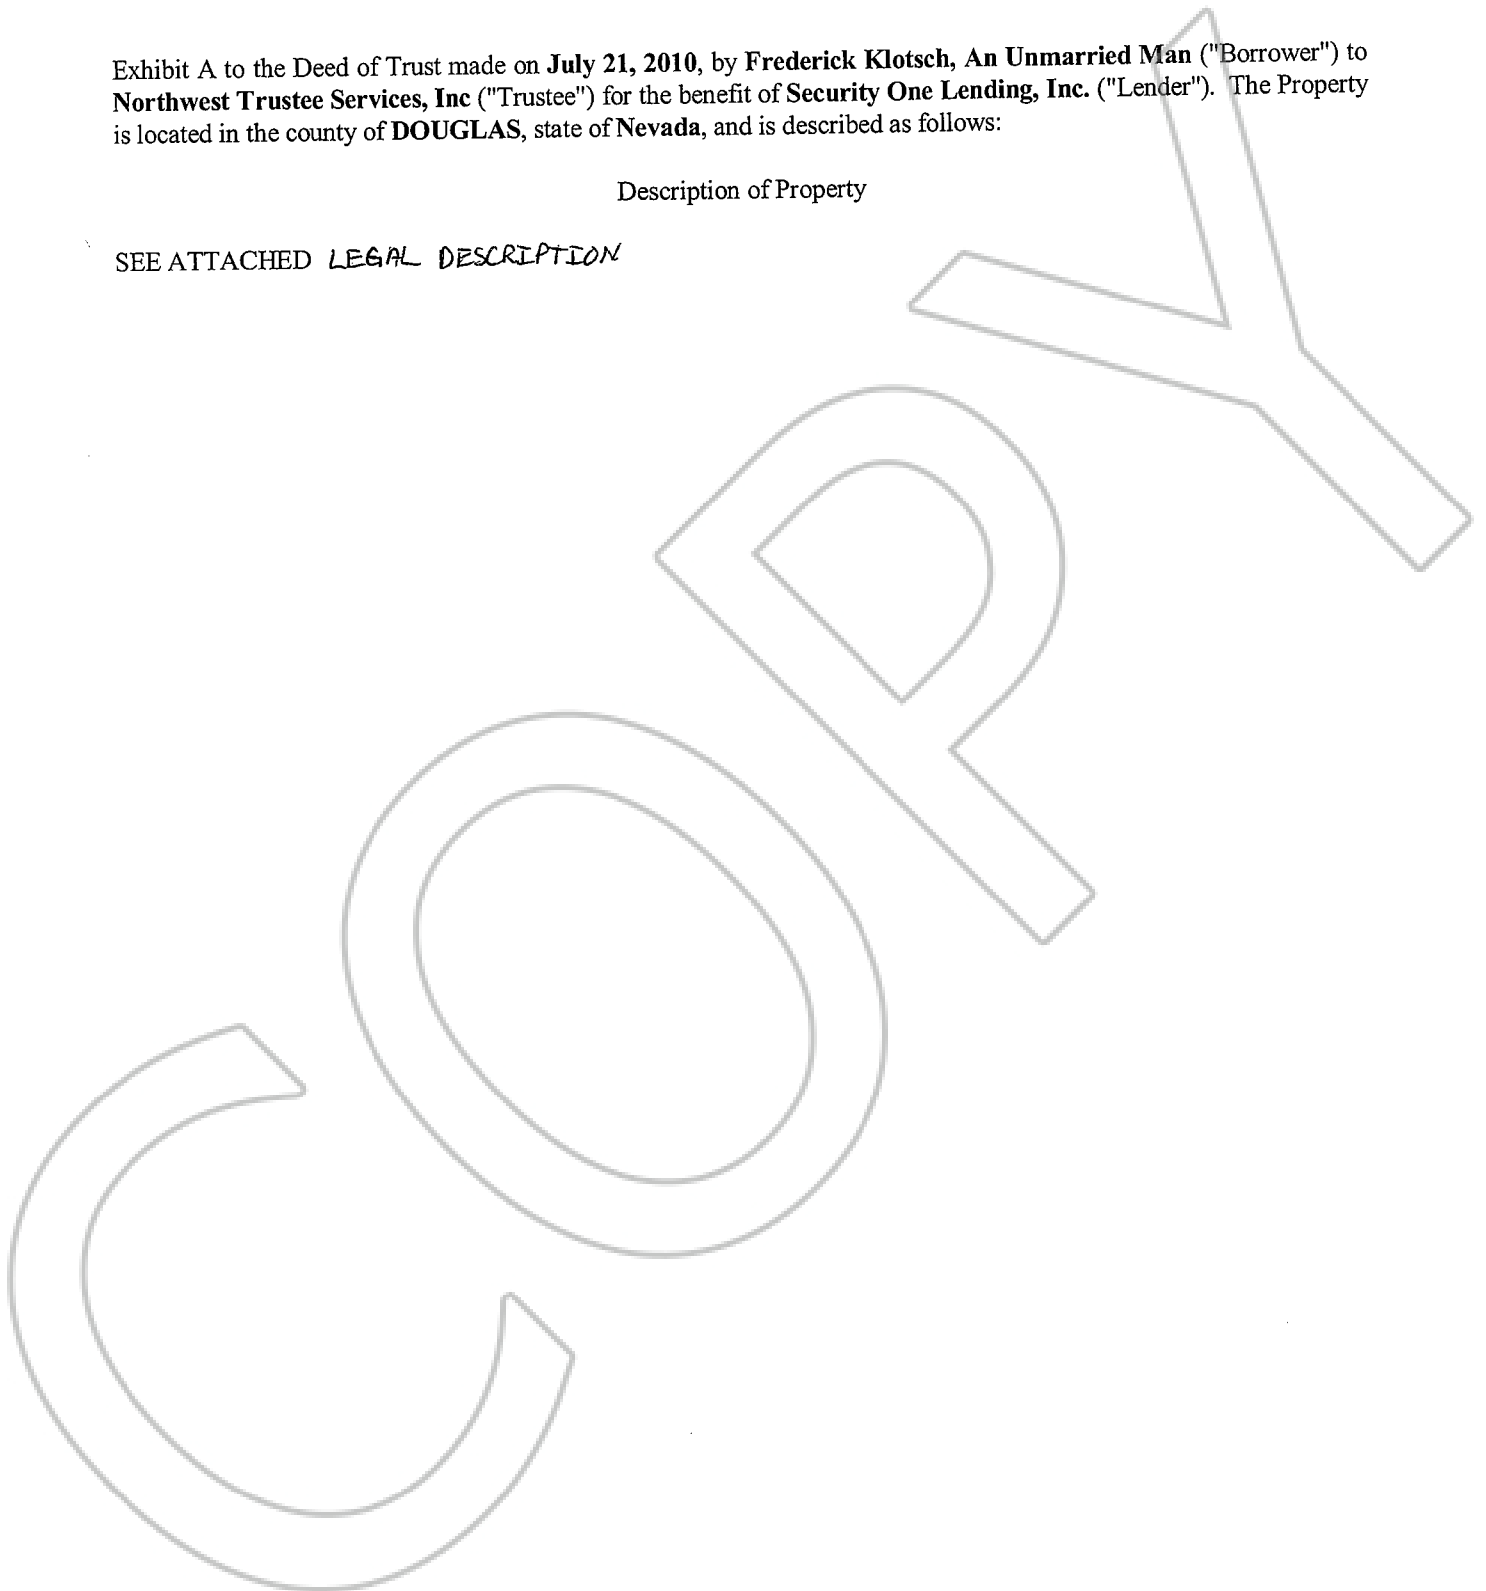 Exhibit A to the Deed of Trust made on July 21, 2010, by Frederick Klotsch, An Unmarried Man ("Borrower") to
Northwest Trustee Services, Inc ("Trustee") for the benefit of Security One Lending, Inc. ("Lender"). The Property
is located in the county of DOUGLAS, state of Nevada, and is described as follows:
Description of Property
SEE ATTACHED LEGAL DESCRIPTION
COPY